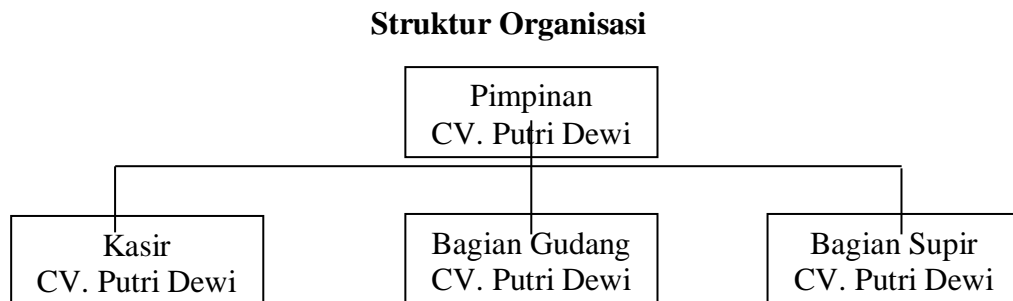 Struktur Organisasi
Pimpinan
CV. Putri Dewi
Kasir
CV. Putri Dewi
Bagian Gudang
CV. Putri Dewi
Bagian Supir
CV. Putri Dewi